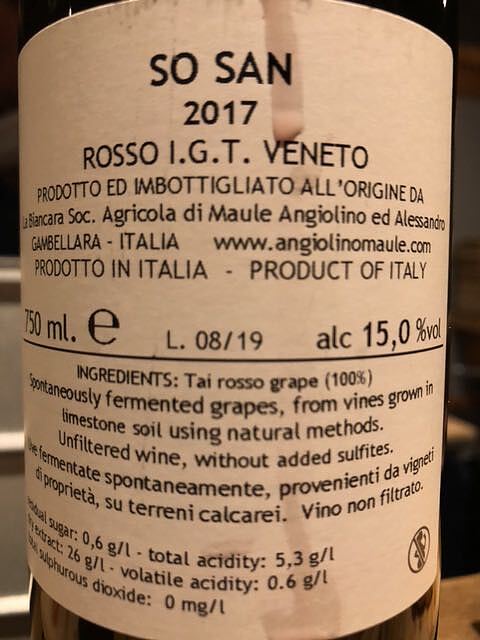 SO SAN
2017
ROSSO I.G.T. VENETO
PRODOTTO ED IMBOTTIGLIATO ALL'ORIGINE DA
La Biancara Soc. Agricola di Maule Angiolino ed Alessandro
GAMBELLARA - ITALIA www.angiolinomaule.com
PRODOTTO IN ITALIA - PRODUCT OF ITALY
750 ml. e L. 08/19 alc 15,0 %vol
INGREDIENTS: Tai rosso grape (100%)
Spontaneously fermented grapes, from vines grown in
limestone soil using natural methods.
Unfiltered wine, without added sulfites.
Uve fermentate spontaneamente, provenienti da vigneti
di proprietà, su terreni calcarei. Vino non filtrato.
residual sugar: 0,6 g/l - total acidity: 5,3 g/l
dry extract: 26 g/l - volatile acidity: 0.6 g/l
total sulphurous dioxide: 0 mg/l